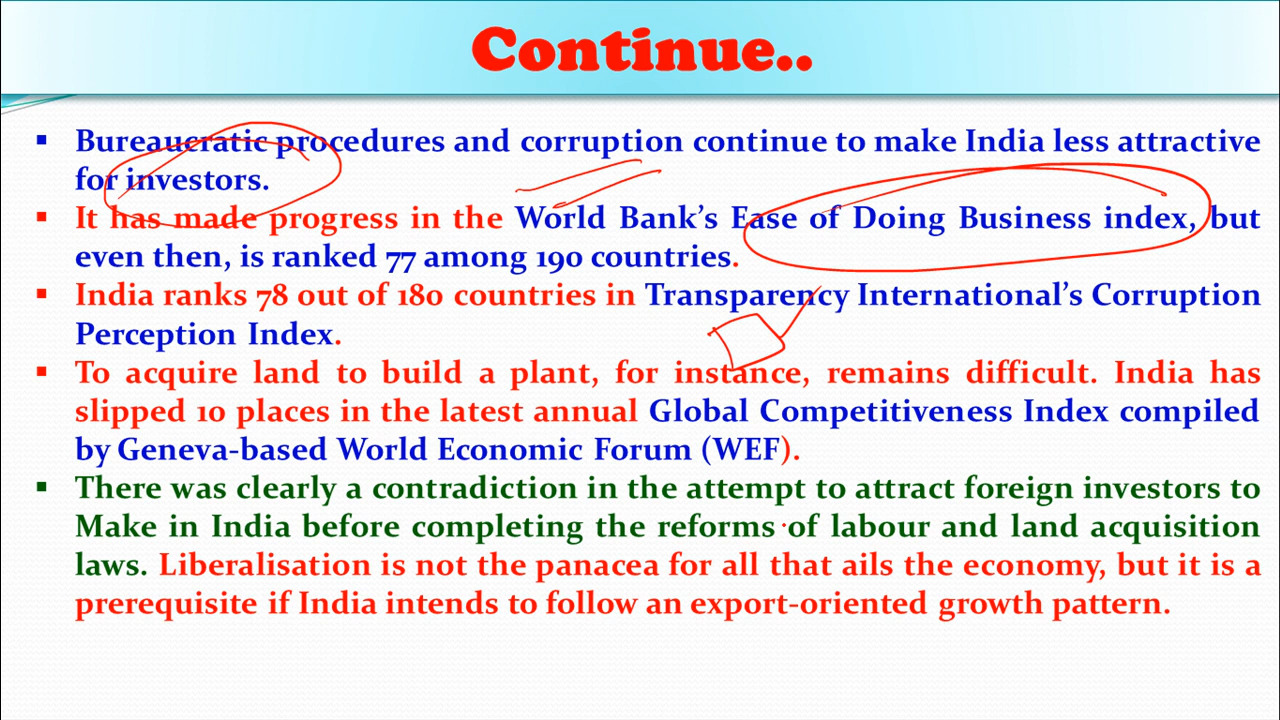 Continue..
▪ Bureaucratic procedures and corruption continue to make India less attractive
for investors.
▪ It has made progress in the World Bank's Ease of Doing Business index, but
even then, is ranked 77 among 190 countries.
▪ India ranks 78 out of 180 countries in Transparency International's Corruption
Perception Index.
▪ To acquire land to build a plant, for instance, remains difficult. India has
slipped 10 places in the latest annual Global Competitiveness Index compiled
by Geneva-based World Economic Forum (WEF).
▪ There was clearly a contradiction in the attempt to attract foreign investors to
Make in India before completing the reforms of labour and land acquisition
laws. Liberalisation is not the panacea for all that ails the economy, but it is a
prerequisite if India intends to follow an export-oriented growth pattern.